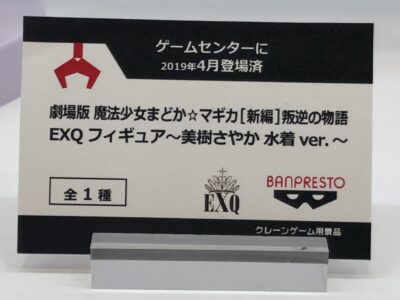 ゲームセンターに
2019年4月登場済
劇場版 魔法少女まどか☆マギカ[新編]叛逆の物語
EXQ フィギュア～美樹さやか 水着 ver.～
全1種
EXQ
BANPRESTO
クレーンゲーム用景品